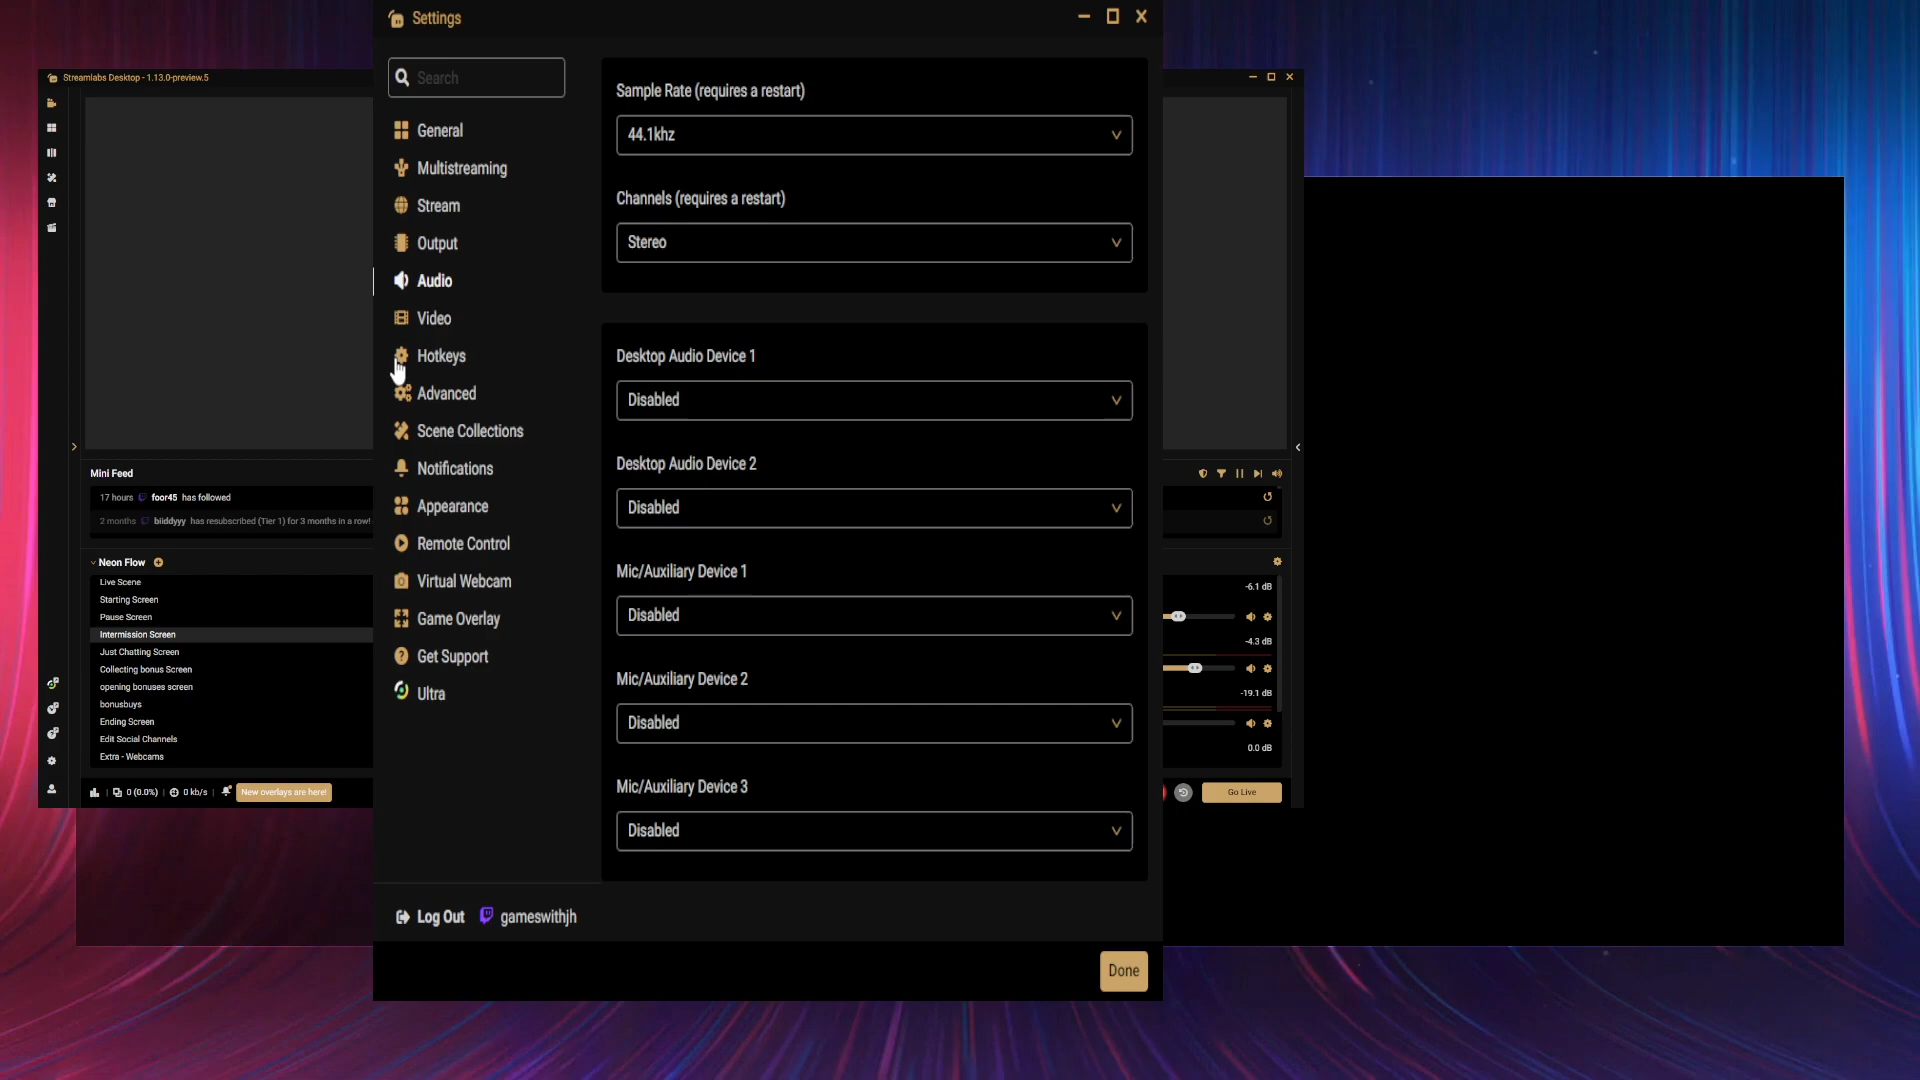 Settings
Search
General
Multistreaming
Stream
Output
Audio
Video
Hotkeys
Advanced
Scene Collections
Notifications
Appearance
Remote Control
Virtual Webcam
Game Overlay
Get Support
Ultra
Log Out gameswithjh
Sample Rate (requires a restart)
44.1khz
Channels (requires a restart)
Stereo
Desktop Audio Device 1
Disabled
Desktop Audio Device 2
Disabled
Mic/Auxiliary Device 1
Disabled
Mic/Auxiliary Device 2
Disabled
Mic/Auxiliary Device 3
Disabled
Done
Streamlabs Desktop - 1.13.0-preview.5
Mini Feed
17 hours foor45 has followed
2 months biiddyyy has resubscribed (Tier 1) for 3 months in a row!
Neon Flow
Live Scene
Starting Screen
Pause Screen
Intermission Screen
Just Chatting Screen
Collecting bonus Screen
opening bonuses screen
bonusbuys
Ending Screen
Edit Social Channels
Extra - Webcams
0 (0.0%) 0 kb/s New overlays are here!
-6.1 dB
-4.3 dB
-19.1 dB
0.0 dB
Go Live